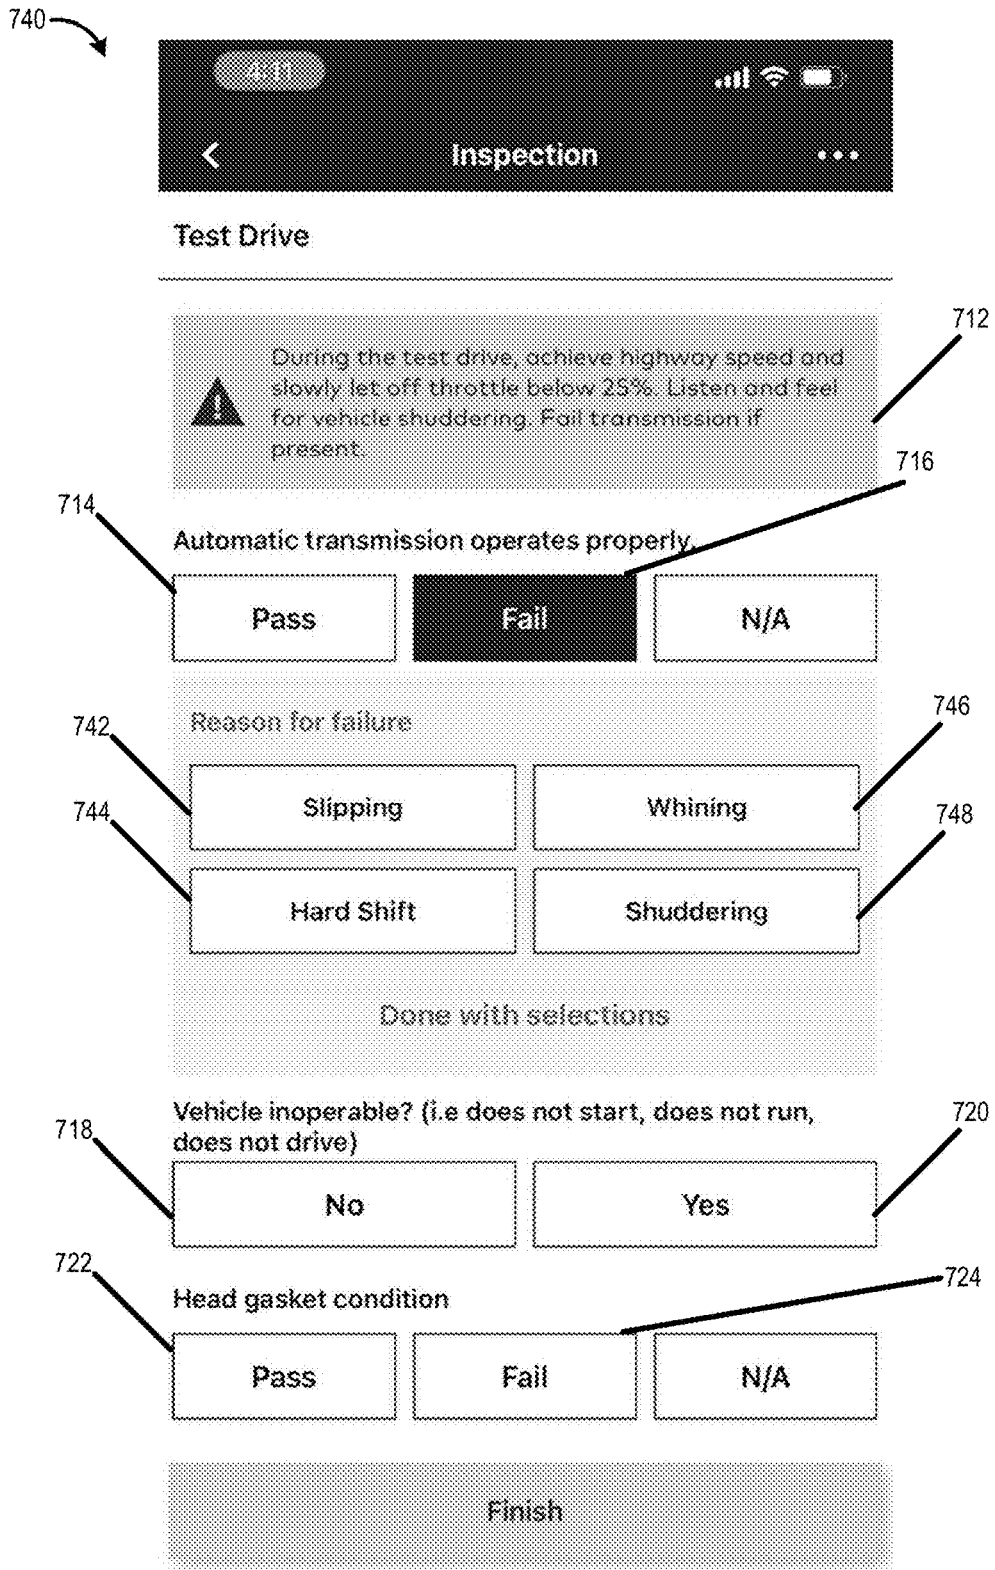 740
4:11
Inspection
Test Drive
712
During the test drive, achieve highway speed and
slowly let off throttle below 25%. Listen and feel
for vehicle shuddering. Fail transmission if
present.
716
714
Automatic transmission operates properly.
Pass Fail N/A
Reason for failure
742
746
Slipping Whining
744
748
Hard Shift Shuddering
Done with selections
Vehicle inoperable? (i.e does not start, does not run,
does not drive)
718
720
No Yes
722
724
Head gasket condition
Pass Fail N/A
Finish